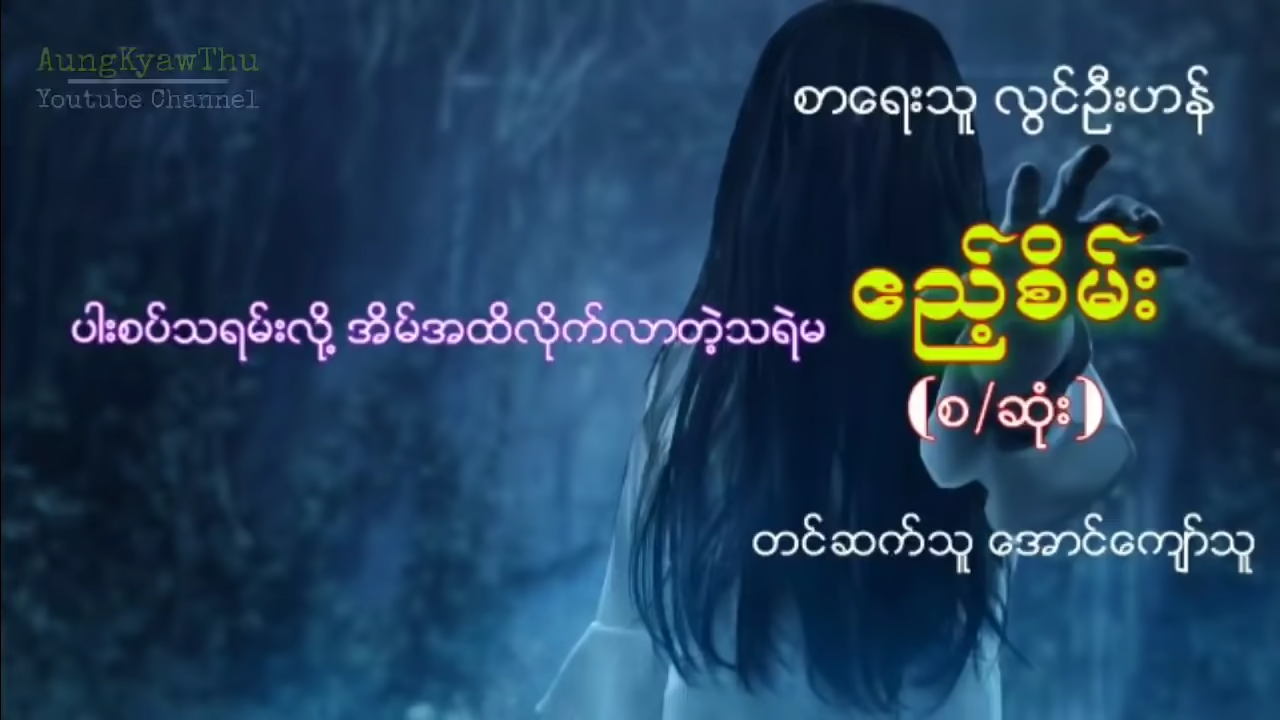 AungKyawThu
Youtube Channel
စာရေးသူ လွင်ဦးဟန်
ဧည့်စိမ်း
ပါးစပ်သရမ်းလို့ အိမ်အထိလိုက်လာတဲ့သရဲမ
(စ/ဆုံး)
တင်ဆက်သူ အောင်ကျော်သူ